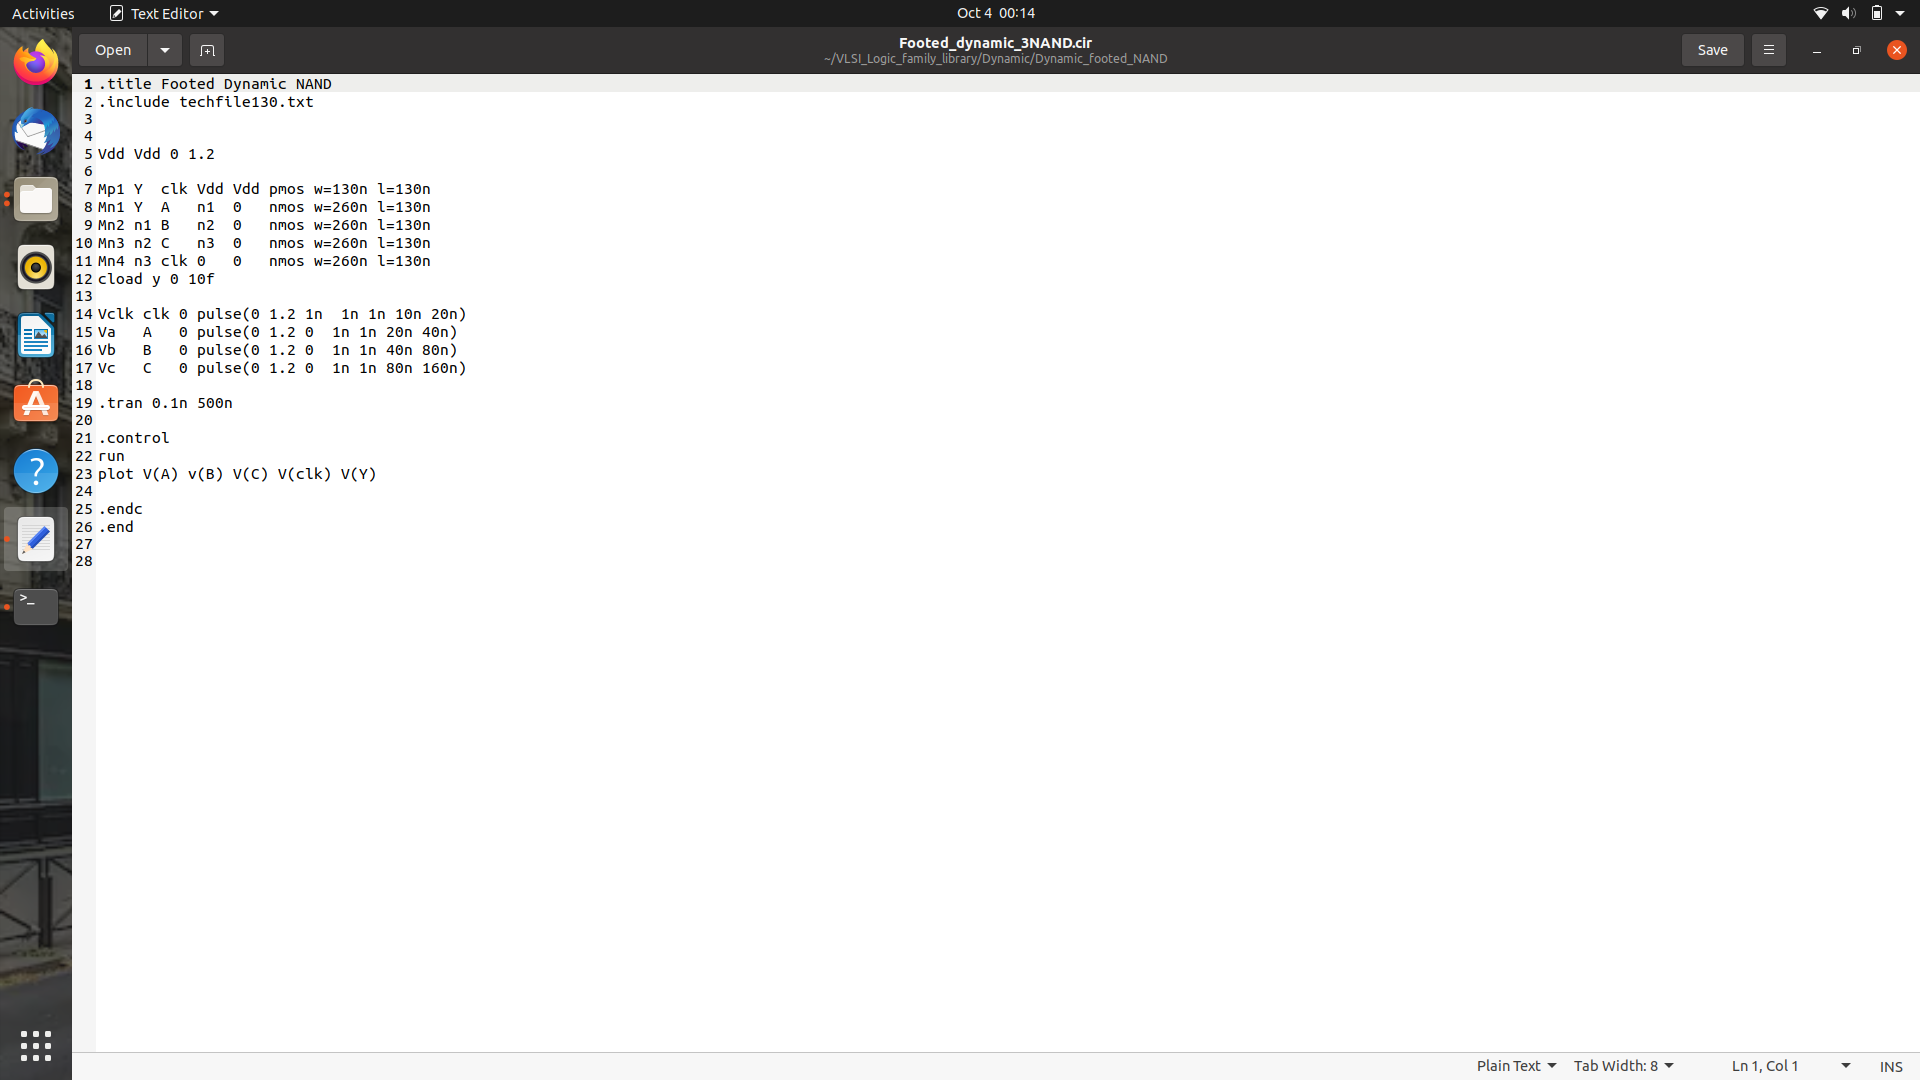 Activities Text Editor Oct 4 00:14
Open Footed_dynamic_3NAND.cir Save
~/VLSI_Logic_family_library/Dynamic/Dynamic_footed_NAND
1 .title Footed Dynamic NAND
2 .include techfile130.txt
3
4
5 Vdd Vdd 0 1.2
6
7 Mp1 Y  clk Vdd Vdd pmos w=130n l=130n
8 Mn1 Y  A   n1  0   nmos w=260n l=130n
9 Mn2 n1 B   n2  0   nmos w=260n l=130n
10 Mn3 n2 C   n3  0   nmos w=260n l=130n
11 Mn4 n3 clk 0   0   nmos w=260n l=130n
12 cload y 0 10f
13
14 Vclk clk 0 pulse(0 1.2 1n  1n 1n 10n 20n)
15 Va   A   0 pulse(0 1.2 0  1n 1n 20n 40n)
16 Vb   B   0 pulse(0 1.2 0  1n 1n 40n 80n)
17 Vc   C   0 pulse(0 1.2 0  1n 1n 80n 160n)
18
19 .tran 0.1n 500n
20
21 .control
22 run
23 plot V(A) v(B) V(C) V(clk) V(Y)
24
25 .endc
26 .end
27
28
Plain Text Tab Width: 8 Ln 1, Col 1 INS